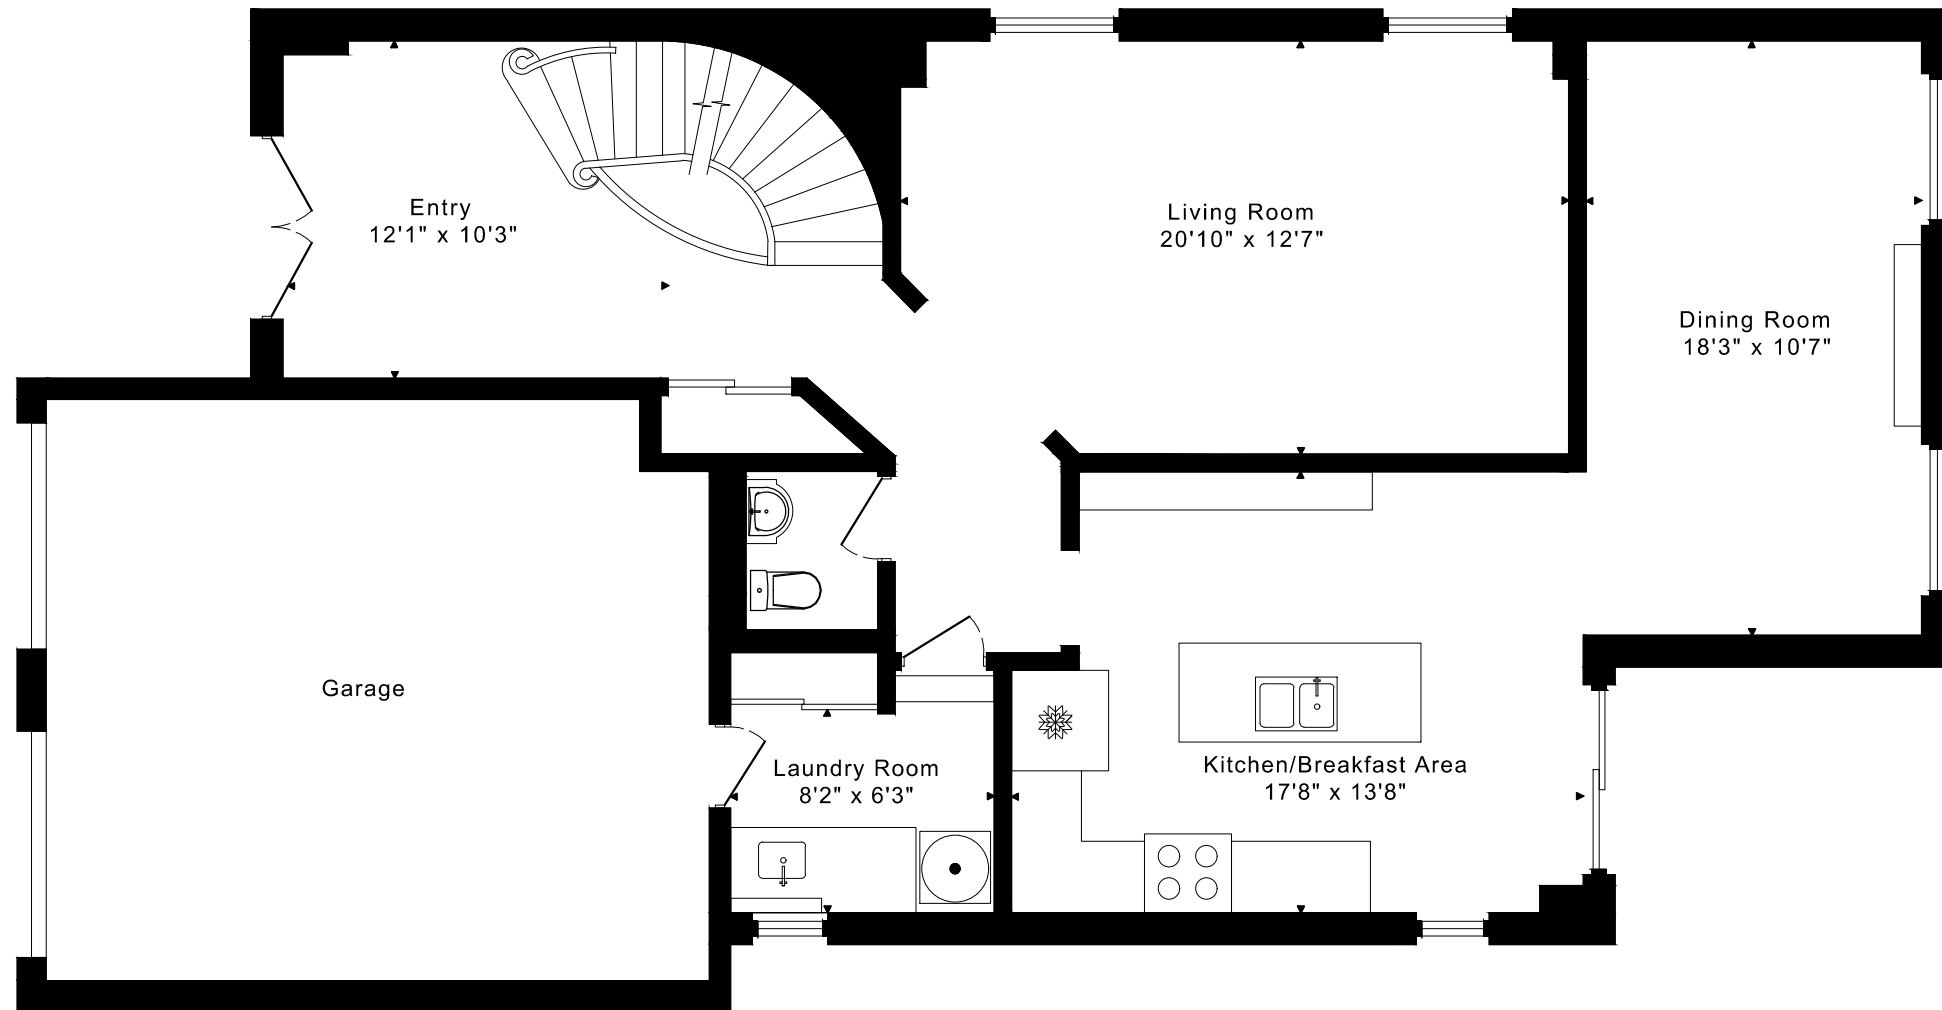 Entry
12'1" x 10'3"
Living Room
20'10" x 12'7"
Dining Room
18'3" x 10'7"
Garage
Laundry Room
8'2" x 6'3"
Kitchen/Breakfast Area
17'8" x 13'8"